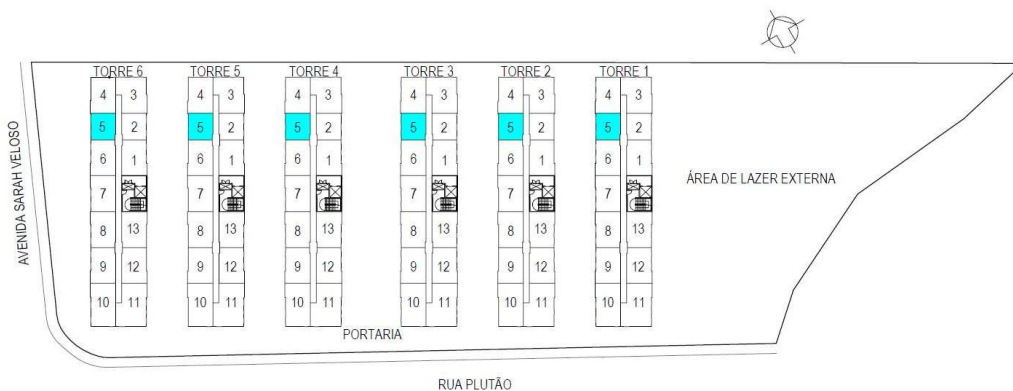 TORRE 6 TORRE 5 TORRE 4 TORRE 3 TORRE 2 TORRE 1
4 3 4 3 4 3 4 3 4 3 4 3
5 2 5 2 5 2 5 2 5 2 5 2
6 1 6 1 6 1 6 1 6 1 6 1
7 7 7 7 7 7
8 13 8 13 8 13 8 13 8 13 8 13
9 12 9 12 9 12 9 12 9 12 9 12
10 11 10 11 10 11 10 11 10 11 10 11
AVENIDA SARAH VELOSO
ÁREA DE LAZER EXTERNA
PORTARIA
RUA PLUTÃO